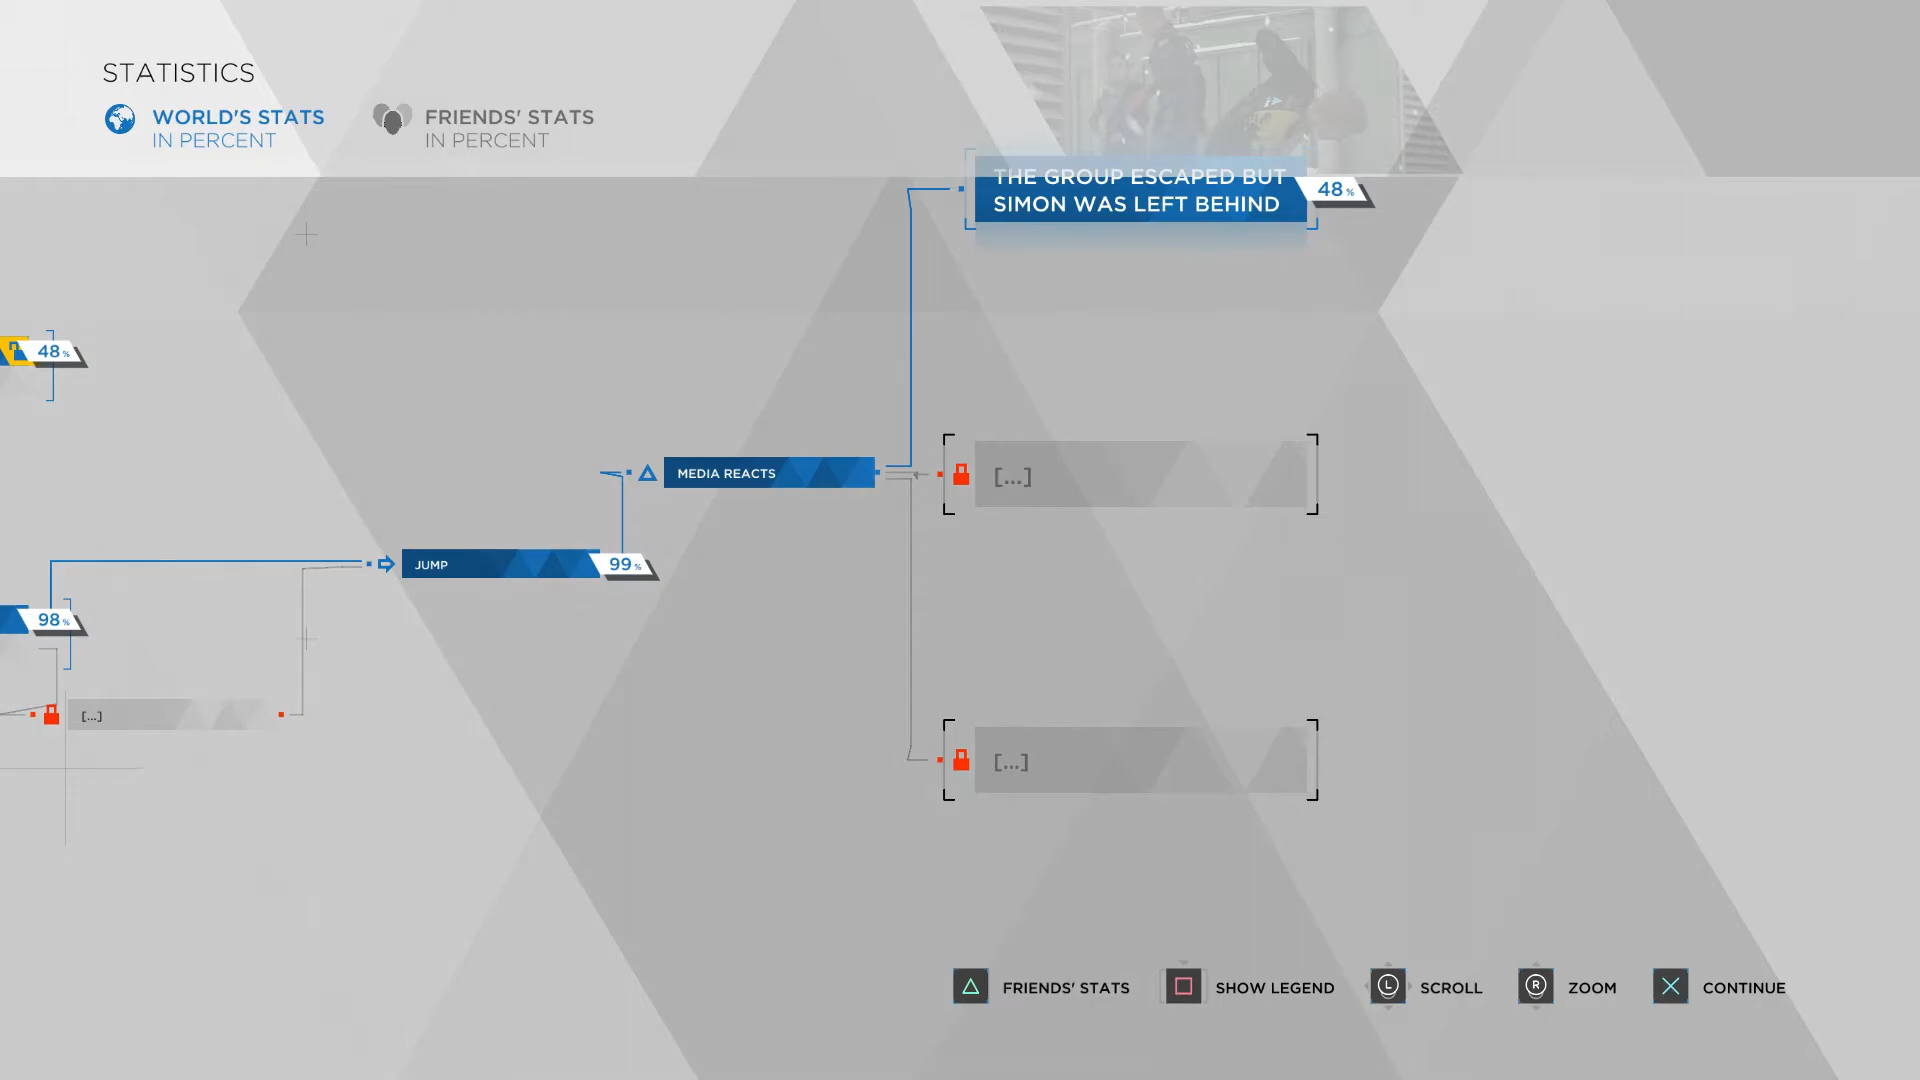 STATISTICS
WORLD'S STATS
IN PERCENT
FRIENDS' STATS
IN PERCENT
THE GROUP ESCAPED BUT
SIMON WAS LEFT BEHIND
48%
48%
MEDIA REACTS
[...]
JUMP
99%
98%
[...]
[...]
FRIENDS' STATS
SHOW LEGEND
L
SCROLL
R
ZOOM
CONTINUE